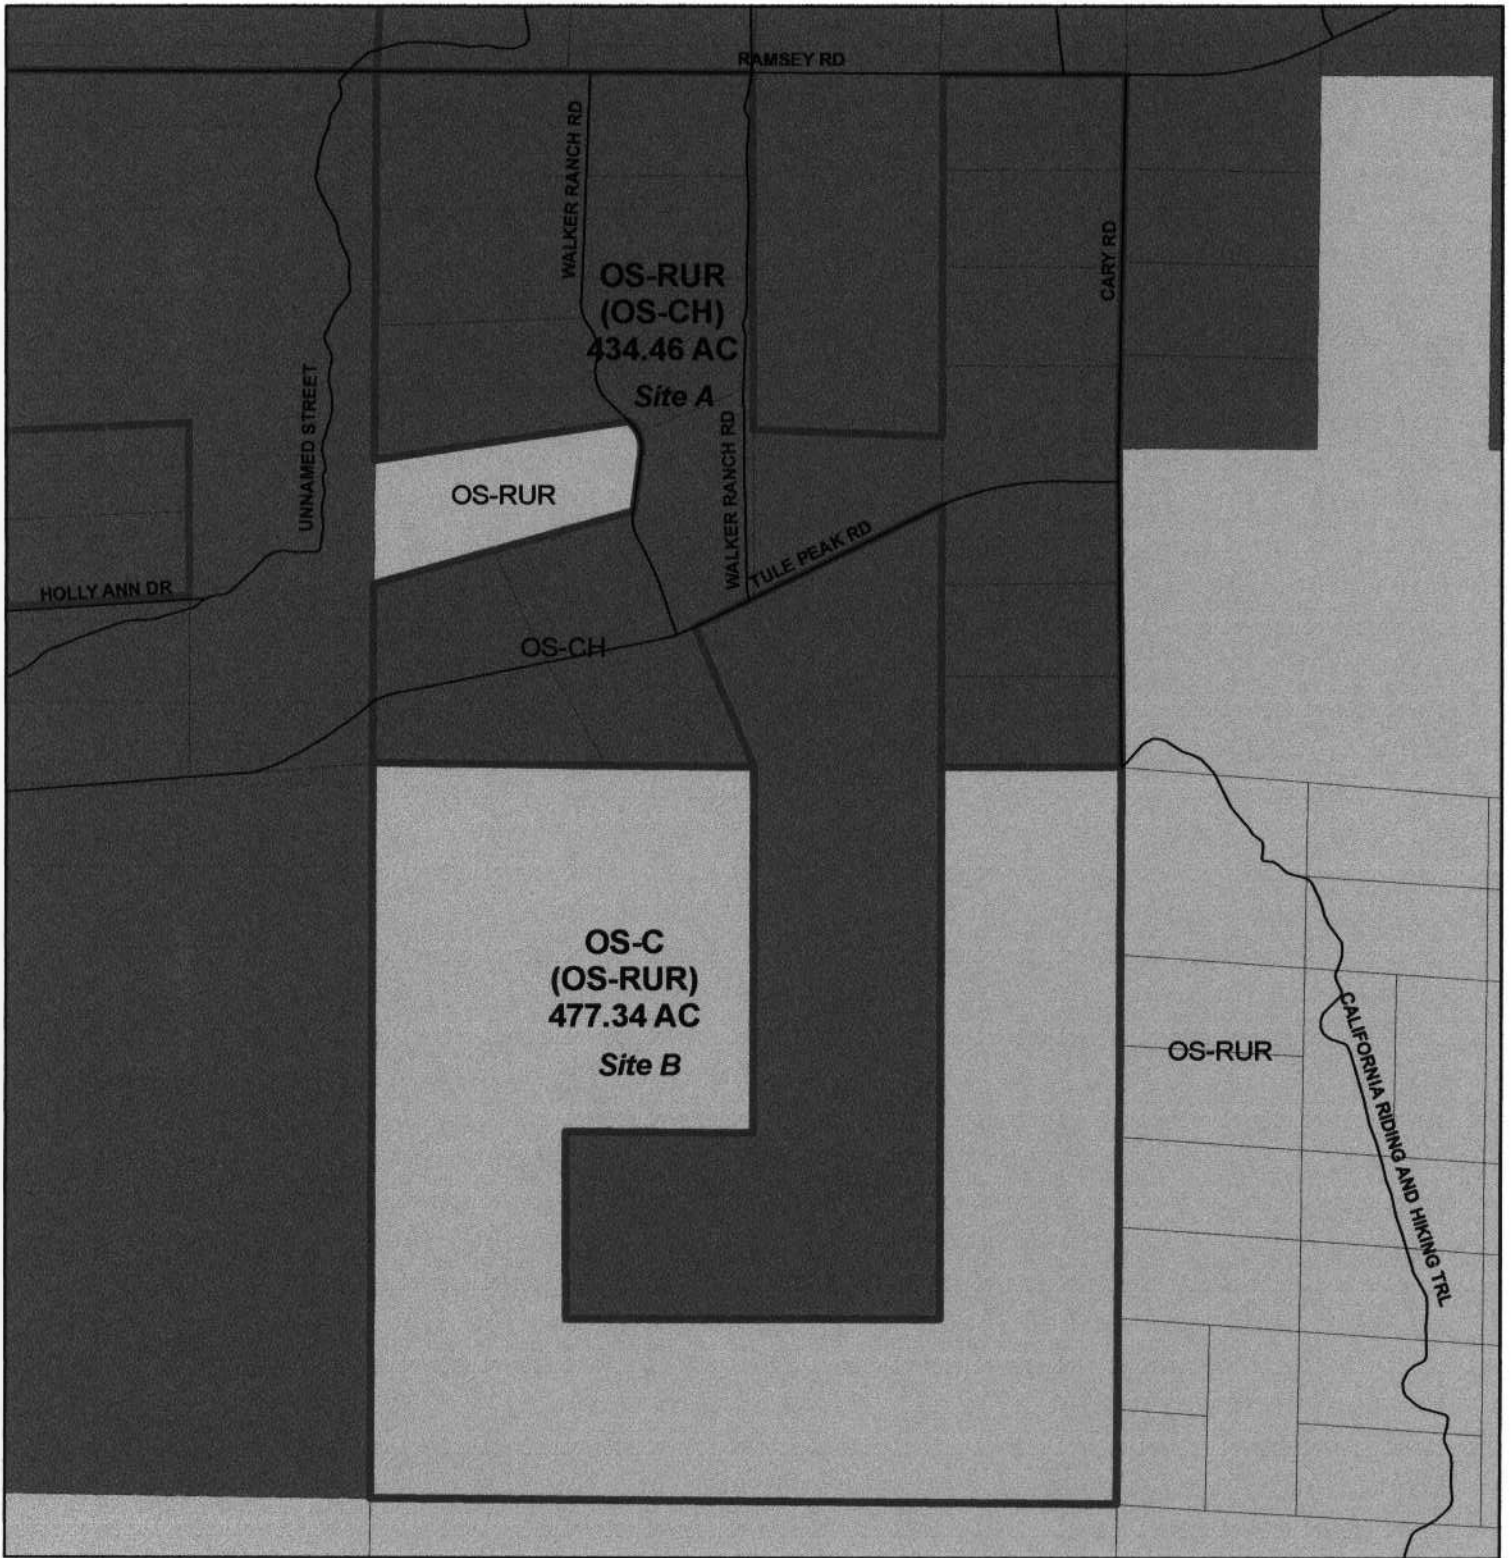 RAMSEY RD
WALKER RANCH RD
CARY RD
OS-RUR
(OS-CH)
434.46 AC
Site A
UNNAMED STREET
WALKER RANCH RD
OS-RUR
TULE PEAK RD
HOLLY ANN DR
OS-CH
OS-C
(OS-RUR)
477.34 AC
Site B
OS-RUR
CALIFORNIA RIDING AND HIKING TRL